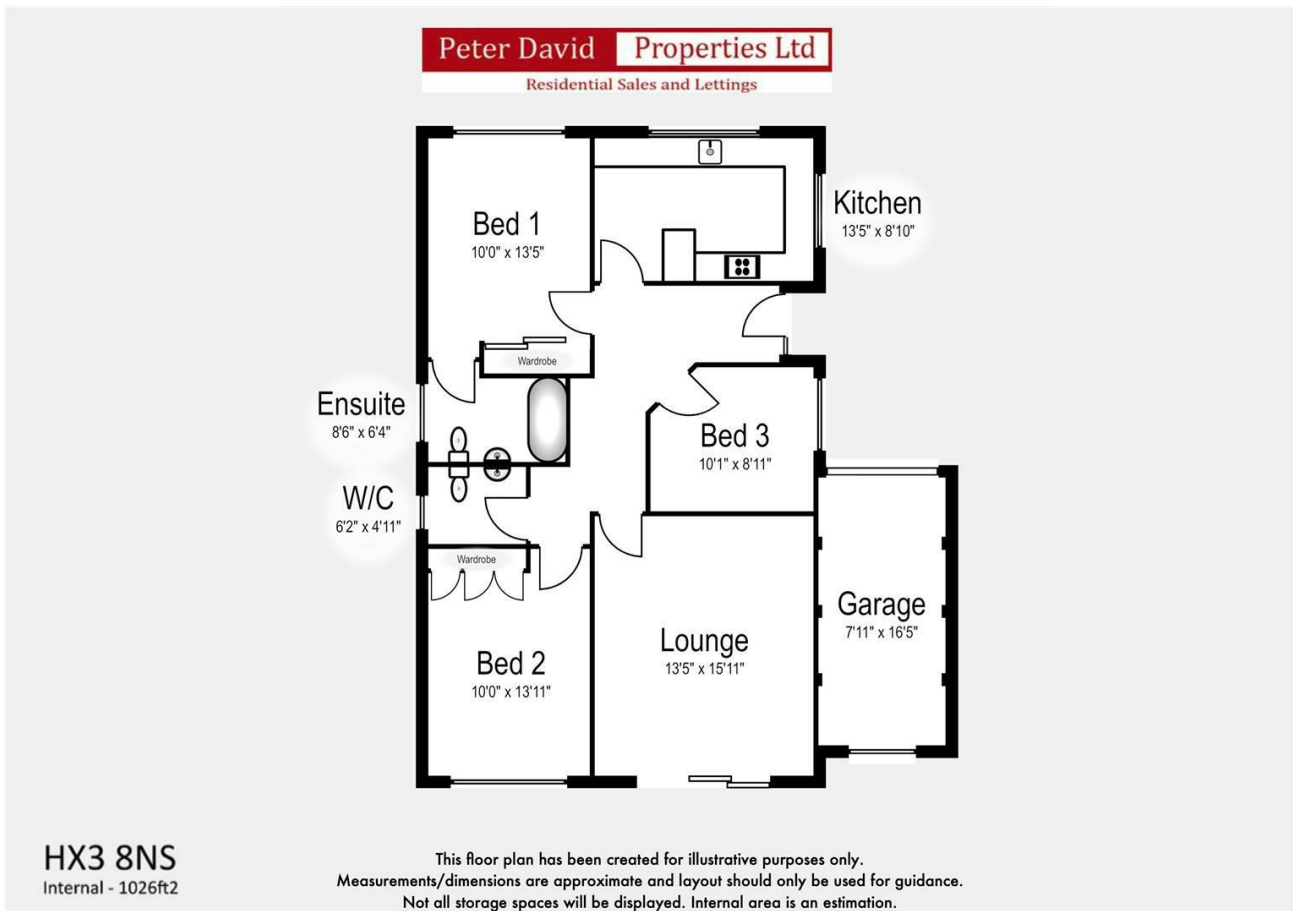 Peter David Properties Ltd
Residential Sales and Lettings
Bed 1
10'0" x 13'5"
Kitchen
13'5" x 8'10"
Wardrobe
Ensuite
8'6" x 6'4"
Bed 3
10'1" x 8'11"
W/C
6'2" x 4'11"
Wardrobe
Garage
7'11" x 16'5"
Lounge
13'5" x 15'11"
Bed 2
10'0" x 13'11"
HX3 8NS
Internal - 1026ft2
This floor plan has been created for illustrative purposes only.
Measurements/dimensions are approximate and layout should only be used for guidance.
Not all storage spaces will be displayed. Internal area is an estimation.